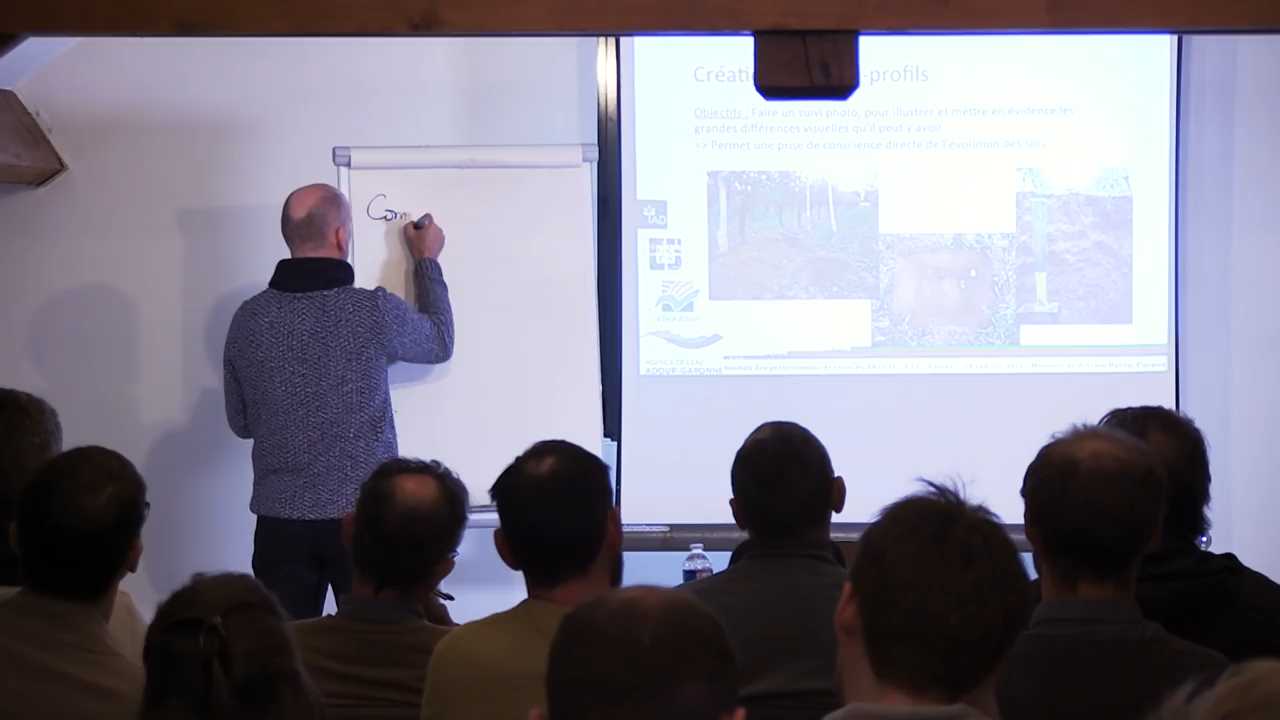 Com
Créati -profils
Objectifs : Faire un suivi photo, pour illustrer et mettre en évidence les
grandes différences visuelles qu'il peut y avoir.
=> Permet une prise de conscience directe de l'évolution des sols.
IAD
AGENCE DE L'EAU
ADOUR-GARONNE